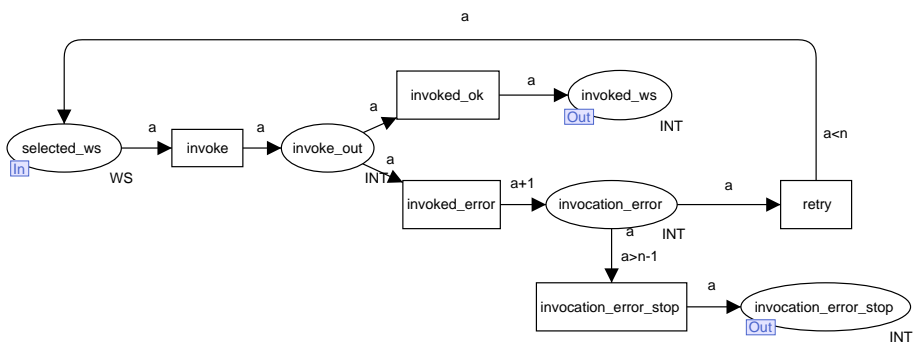 a
invoked_ok
a
invoked_ws
Out
INT
a
a<n
selected_ws
In
WS
a
invoke
a
invoke_out
INT
a
invoked_error
a+1
invocation_error
INT
a
retry
a
a>n-1
invocation_error_stop
a
invocation_error_stop
Out
INT